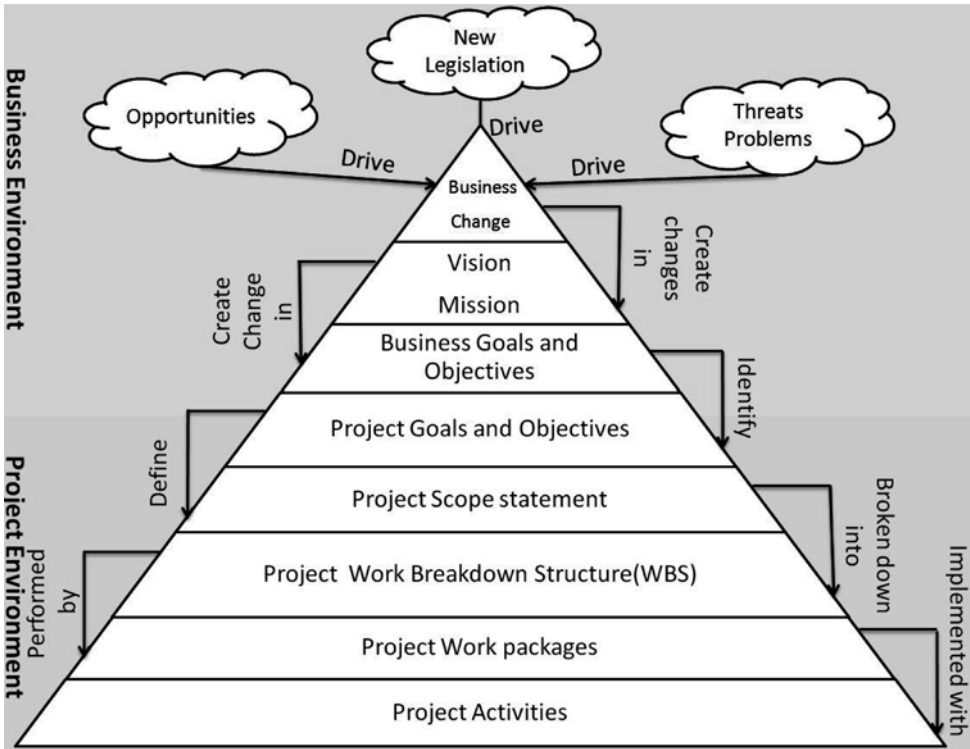 New
Legislation
Opportunities
Threats
Problems
Drive
Drive
Drive
Business
Change
Create
changes
in
Vision
Mission
Create
Change
in
Business Goals and
Objectives
Identify
Project Goals and Objectives
Define
Project Scope statement
Broken down
into
Project Work Breakdown Structure(WBS)
Performed
by
Project Work packages
Implemented with
Project Activities
Business Environment
Project Environment